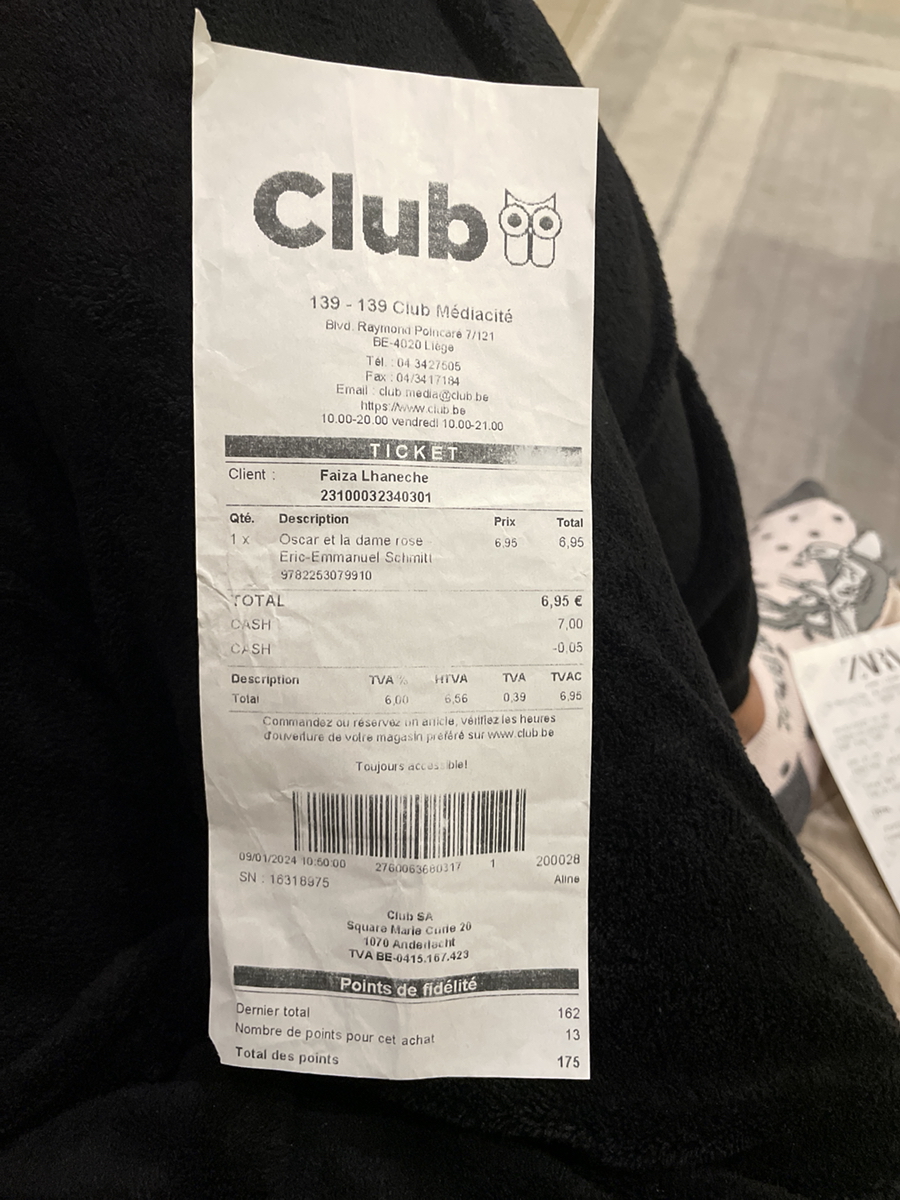 Club
139 - 139 Club Médiacité
Blvd. Raymond Poincaré 7/121
BE-4020 Liège
Tél. : 04 3427505
Fax : 04/3417184
Email : club.media@club.be
https://www.club.be
10.00-20.00 vendredi 10.00-21.00
TICKET
Client : Faiza Lhaneche
23100032340301
Qté. Description Prix Total
1 x Oscar et la dame rose - 6,95 6,95
Eric-Emmanuel Schmitt
9782253079910
TOTAL 6,95 €
CASH 7,00
CASH -0,05
Description TVA % HTVA TVA TVAC
Total 6,00 6,56 0,39 6,95
Commandez ou réservez un article, vérifiez les heures
d'ouverture de votre magasin préféré sur www.club.be
Toujours accessible!
09/01/2024 10:50:00 2760063680317 1 200028
SN : 16318975 Aline
Club SA
Square Marie Curie 20
1070 Anderlecht
TVA BE-0415.167.423
Points de fidélité
Dernier total 162
Nombre de points pour cet achat 13
Total des points 175
ZARA